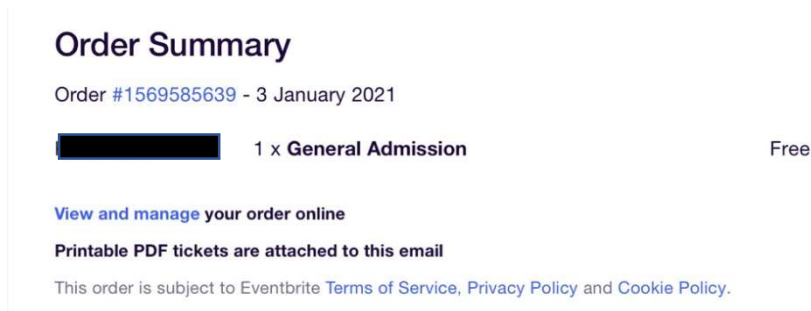 Order Summary
Order #1569585639 - 3 January 2021
1 x General Admission Free
View and manage your order online
Printable PDF tickets are attached to this email
This order is subject to Eventbrite Terms of Service, Privacy Policy and Cookie Policy.